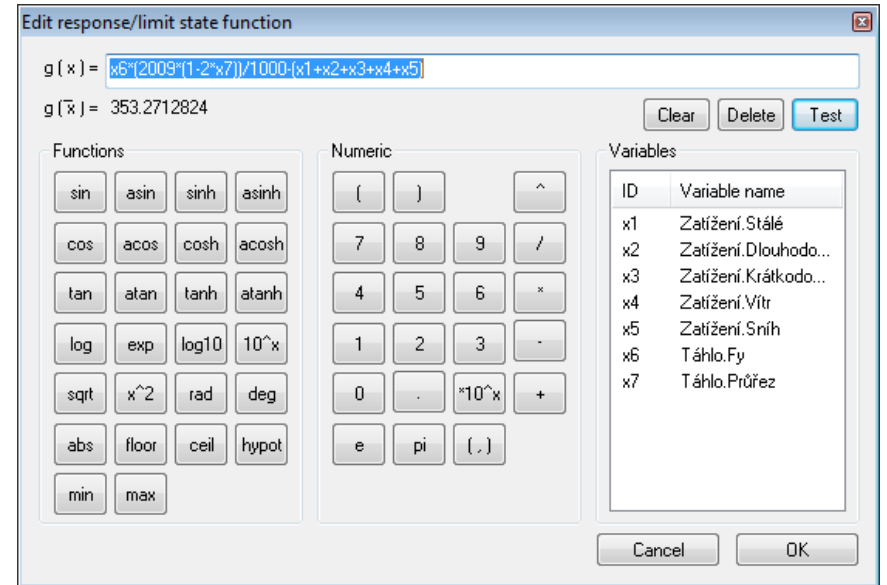 Edit response/limit state function
g ( x ) = x6*(2009*(1-2*x7))/1000-(x1+x2+x3+x4+x5)
g ( x̄ ) = 353.2712824
Clear Delete Test
Functions Numeric Variables
sin asin sinh asinh ( ) ^ ID Variable name
cos acos cosh acosh 7 8 9 / x1 Zatížení.Stálé
tan atan tanh atanh 4 5 6 * x2 Zatížení.Dlouhodo...
log exp log10 10^x 1 2 3 - x3 Zatížení.Krátkodo...
sqrt x^2 rad deg 0 . *10^x + x4 Zatížení.Vítr
abs floor ceil hypot e pi ( , ) x5 Zatížení.Sníh
min max x6 Táhlo.Fy
x7 Táhlo.Průřez
Cancel OK